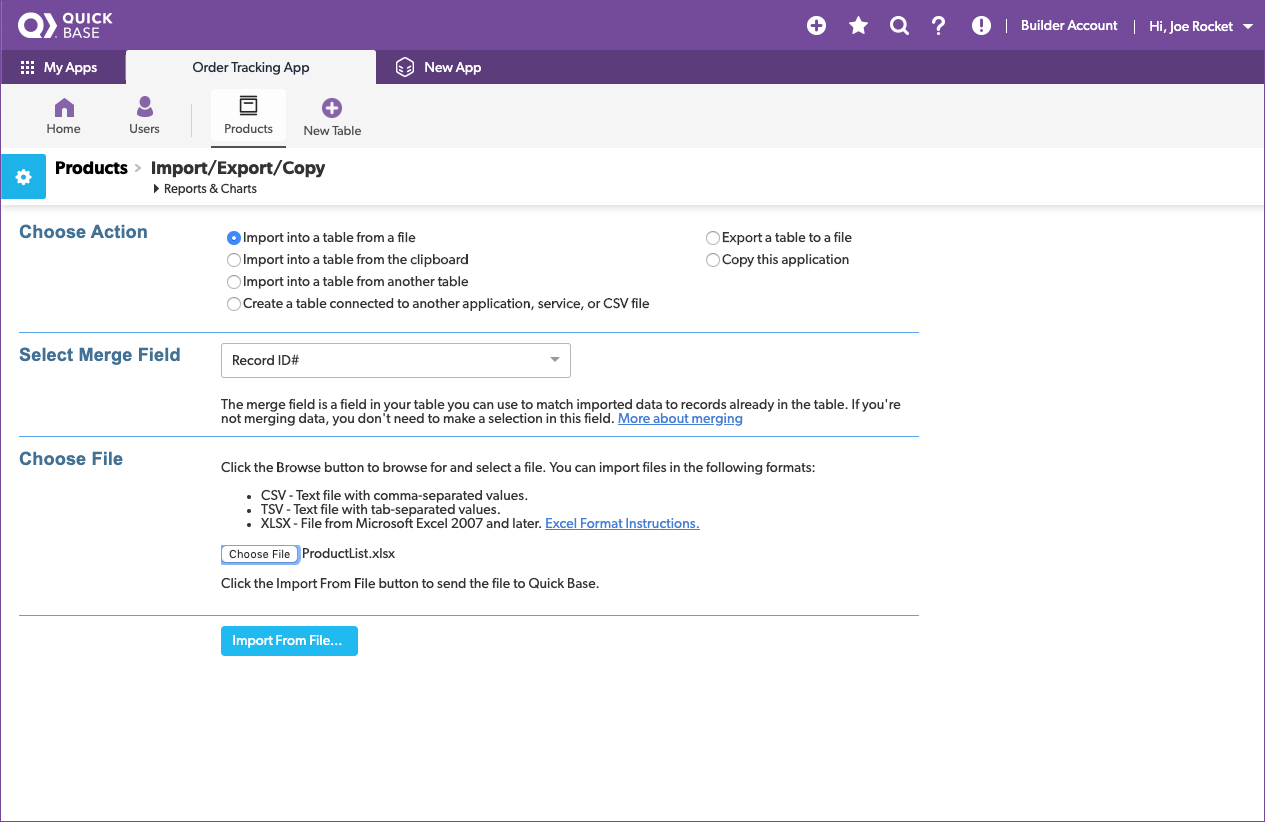 QUICK
BASE
Builder Account
Hi, Joe Rocket
My Apps
Order Tracking App
New App
Home
Users
Products
New Table
Products > Import/Export/Copy
Reports & Charts
Choose Action
Import into a table from a file
Import into a table from the clipboard
Import into a table from another table
Create a table connected to another application, service, or CSV file
Export a table to a file
Copy this application
Select Merge Field
Record ID#
The merge field is a field in your table you can use to match imported data to records already in the table. If you're
not merging data, you don't need to make a selection in this field. More about merging
Choose File
Click the Browse button to browse for and select a file. You can import files in the following formats:
• CSV - Text file with comma-separated values.
• TSV - Text file with tab-separated values.
• XLSX - File from Microsoft Excel 2007 and later. Excel Format Instructions.
Choose File ProductList.xlsx
Click the Import From File button to send the file to Quick Base.
Import From File...